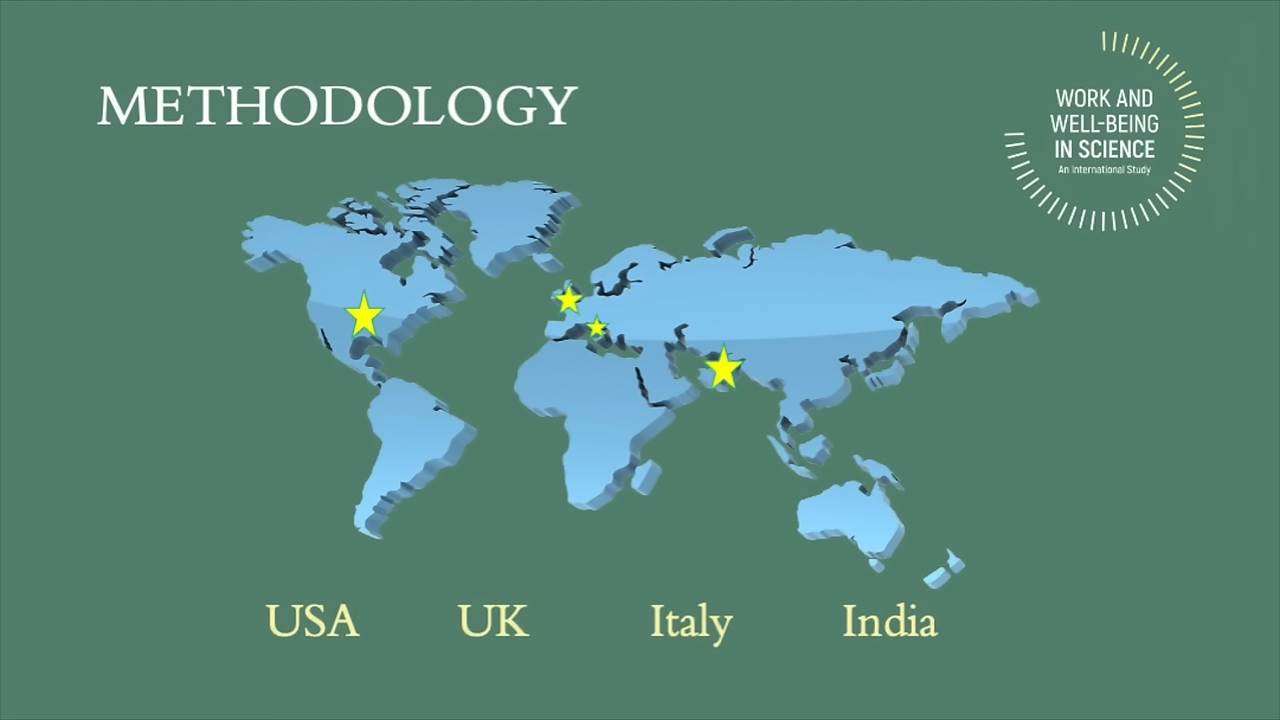 METHODOLOGY
WORK AND
WELL-BEING
IN SCIENCE
An International Study
USA UK Italy India